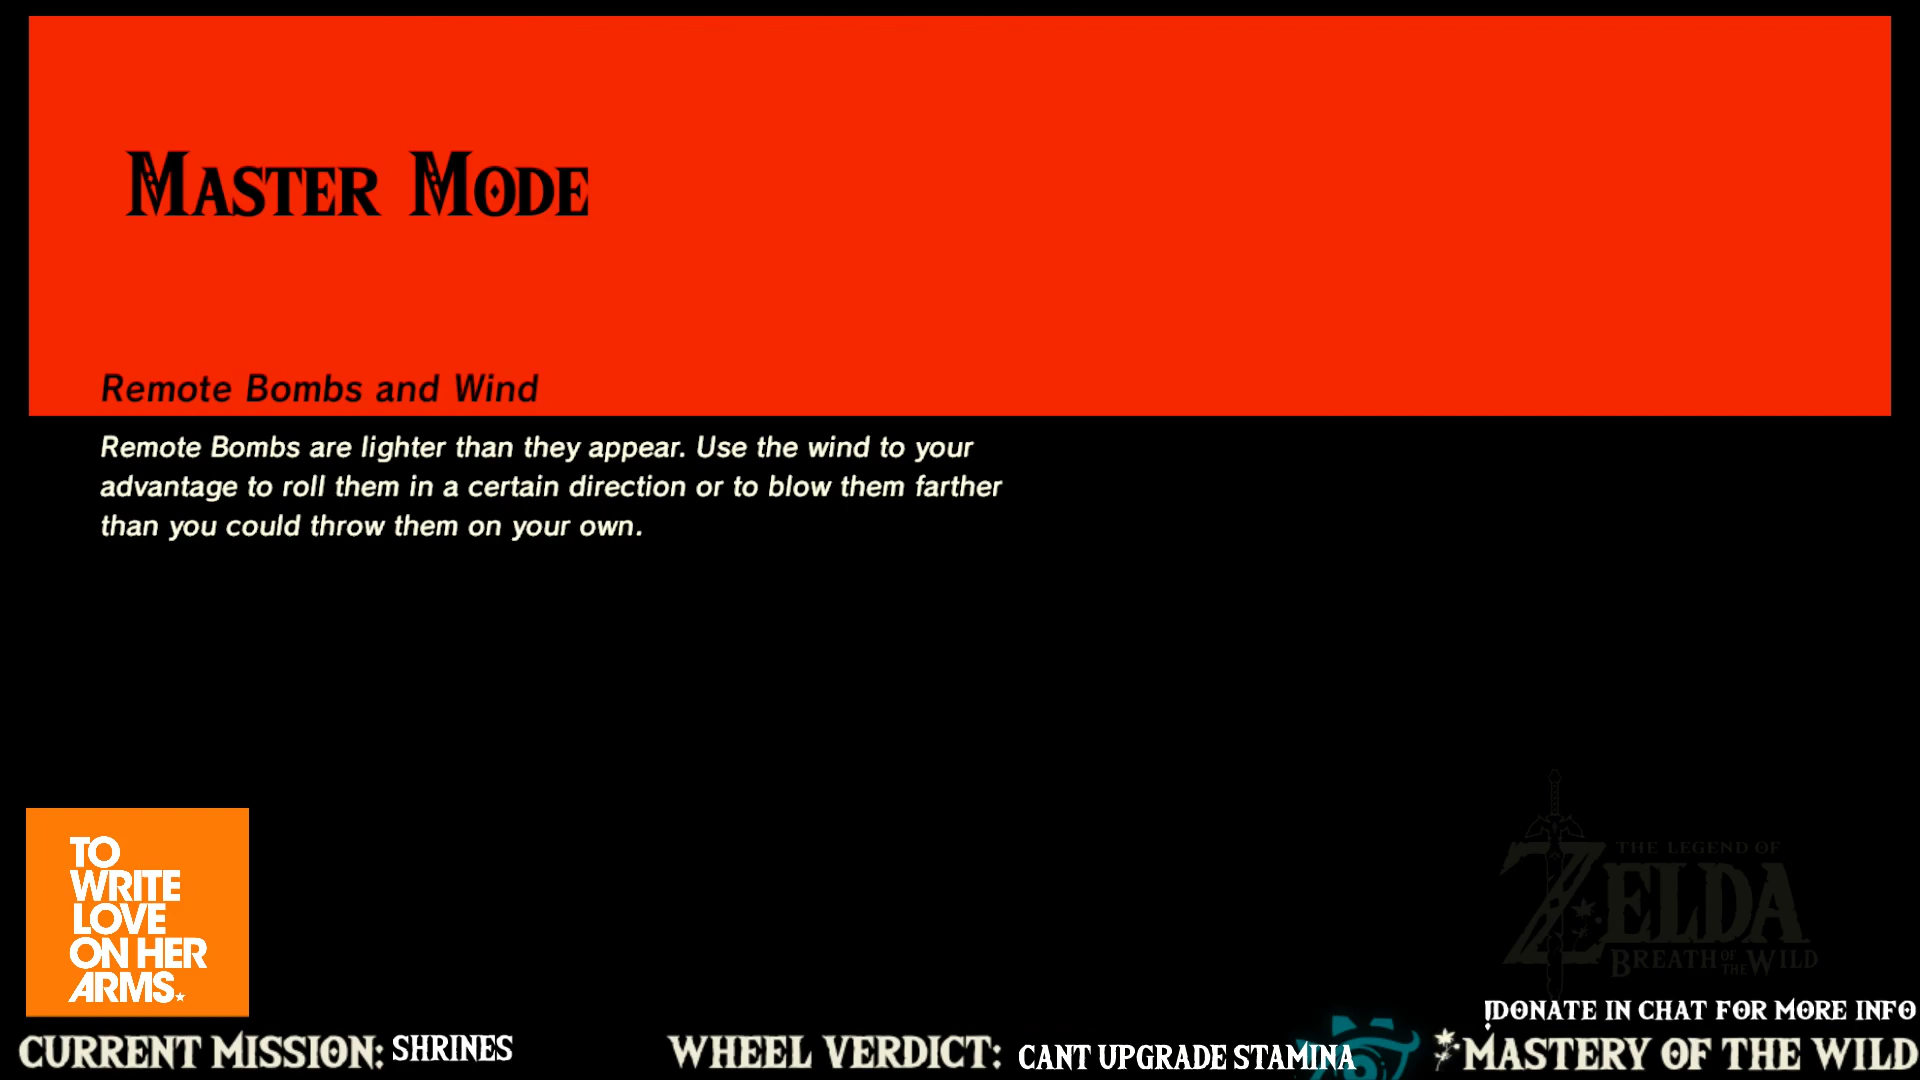 MASTER MODE
Remote Bombs and Wind
Remote Bombs are lighter than they appear. Use the wind to your
advantage to roll them in a certain direction or to blow them farther
than you could throw them on your own.
TO
WRITE
LOVE
ON HER
ARMS.
THE LEGEND OF
ZELDA
BREATH OF THE WILD
!DONATE IN CHAT FOR MORE INFO
CURRENT MISSION: SHRINES
WHEEL VERDICT: CANT UPGRADE STAMINA
MASTERY OF THE WILD